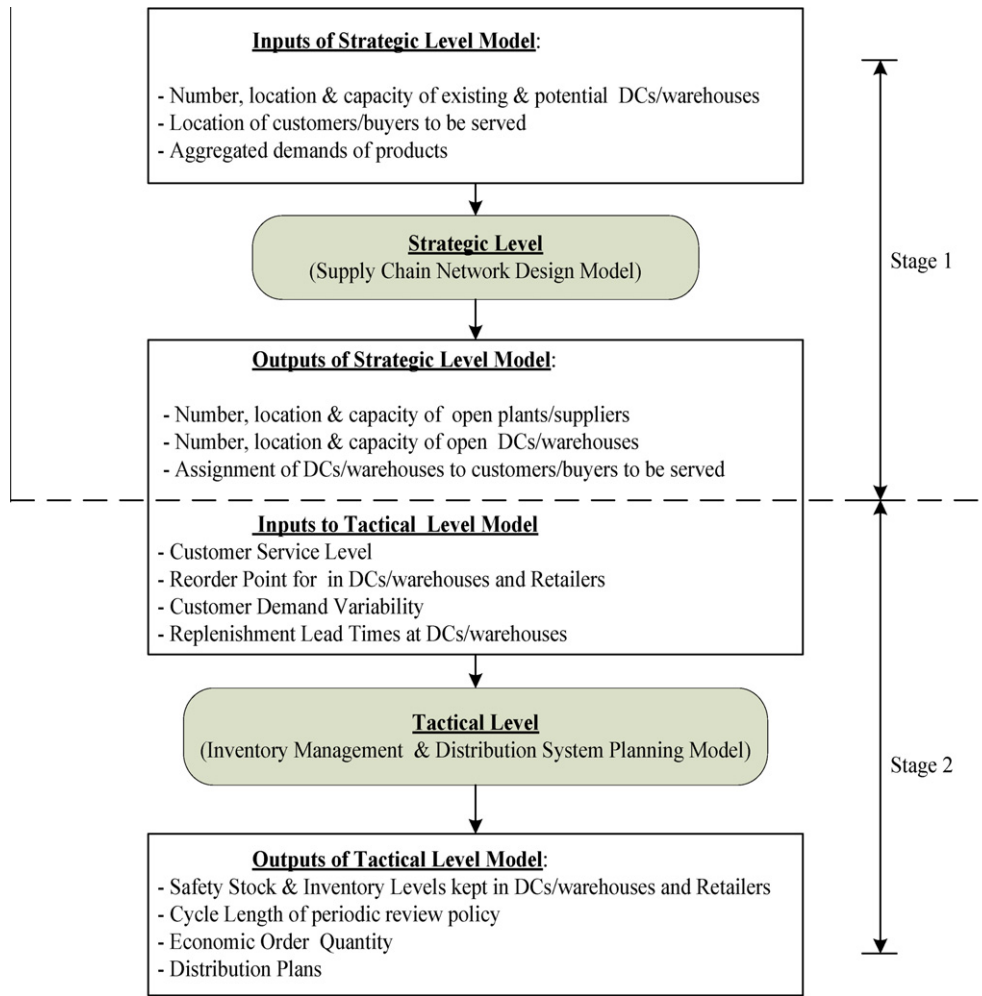 Inputs of Strategic Level Model:
- Number, location & capacity of existing & potential DCs/warehouses
- Location of customers/buyers to be served
- Aggregated demands of products
Strategic Level
(Supply Chain Network Design Model)
Stage 1
Outputs of Strategic Level Model:
- Number, location & capacity of open plants/suppliers
- Number, location & capacity of open DCs/warehouses
- Assignment of DCs/warehouses to customers/buyers to be served
Inputs to Tactical Level Model
- Customer Service Level
- Reorder Point for in DCs/warehouses and Retailers
- Customer Demand Variability
- Replenishment Lead Times at DCs/warehouses
Tactical Level
(Inventory Management & Distribution System Planning Model)
Stage 2
Outputs of Tactical Level Model:
- Safety Stock & Inventory Levels kept in DCs/warehouses and Retailers
- Cycle Length of periodic review policy
- Economic Order Quantity
- Distribution Plans